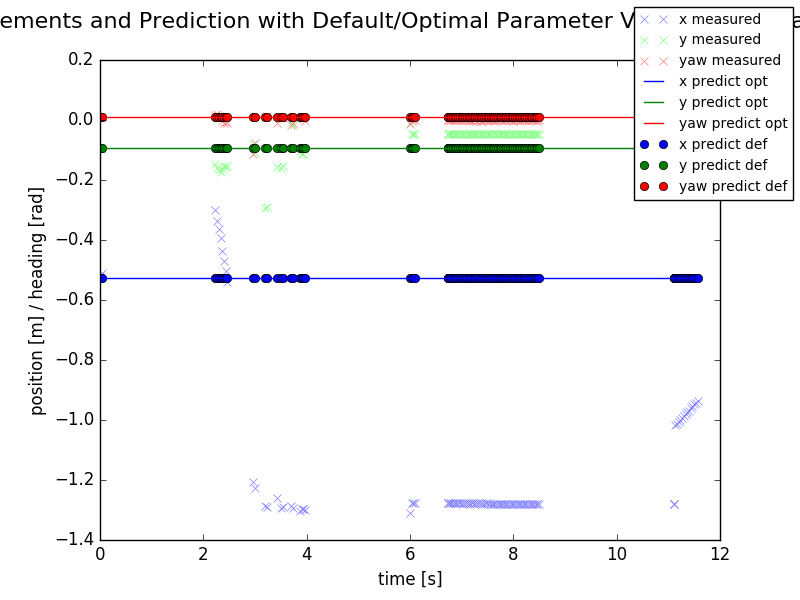 ements and Prediction with Default/Optimal Parameter V
x measured
y measured
yaw measured
x predict opt
y predict opt
yaw predict opt
x predict def
y predict def
yaw predict def
0.2
0.0
−0.2
−0.4
−0.6
−0.8
−1.0
−1.2
−1.4
position [m] / heading [rad]
0 2 4 6 8 10 12
time [s]